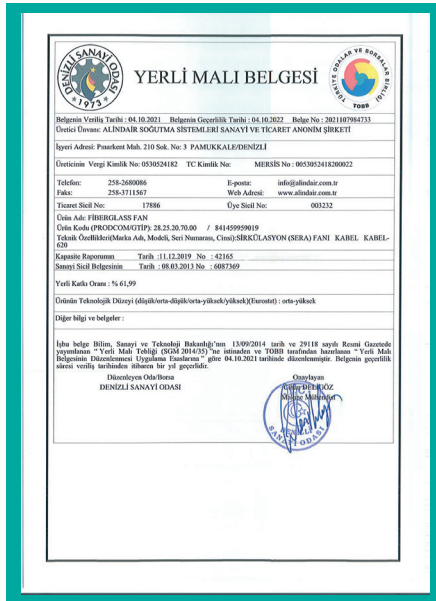 DENİZLİ SANAYİ ODASI
1973
YERLİ MALI BELGESİ
TÜRKİYE ODALAR VE BORSALAR BİRLİĞİ
TOBB
Belgenin Veriliş Tarihi : 04.10.2021 Belgenin Geçerlilik Tarihi : 04.10.2022 Belge No : 2021107984733
Üretici Ünvanı: ALİNDAİR SOĞUTMA SİSTEMLERİ SANAYİ VE TİCARET ANONİM ŞİRKETİ
İşyeri Adresi: Pınarkent Mah. 210 Sok. No: 3 PAMUKKALE/DENİZLİ
Üreticinin Vergi Kimlik No: 0530524182 TC Kimlik No: MERSİS No : 0053052418200022
Telefon: 258-2680086 E-posta: info@alindair.com.tr
Faks: 258-3711567 Web Adresi: www.alindair.com.tr
Ticaret Sicil No: 17886 Üye Sicil No: 003232
Ürün Adı: FİBERGLASS FAN
Ürün Kodu (PRODCOM/GTİP): 28.25.20.70.00 / 841459959019
Teknik Özellikleri(Marka Adı, Modeli, Seri Numarası, Cinsi):SİRKÜLASYON (SERA) FANI KABEL KABEL-
620
Kapasite Raporunun Tarih :11.12.2019 No : 42165
Sanayi Sicil Belgesinin Tarih : 08.03.2013 No : 6087369
Yerli Katkı Oranı : % 61,99
Ürünün Teknolojik Düzeyi (düşük/orta-düşük/orta-yüksek/yüksek)(Eurostat) : orta-yüksek
Diğer bilgi ve belgeler :
İşbu belge Bilim, Sanayi ve Teknoloji Bakanlığı'nın 13/09/2014 tarih ve 29118 sayılı Resmi Gazetede
yayımlanan " Yerli Malı Tebliği (SGM 2014/35) "ne istinaden ve TOBB tarafından hazırlanan " Yerli Malı
Belgesinin Düzenlenmesi Uygulama Esaslarına " göre 04.10.2021 tarihinde düzenlenmiştir. Belgenin geçerlilik
süresi veriliş tarihinden itibaren bir yıl geçerlidir.
Düzenleyen Oda/Borsa Onaylayan
DENİZLİ SANAYİ ODASI
Makine Mühendisi
SANAYİ ODASI